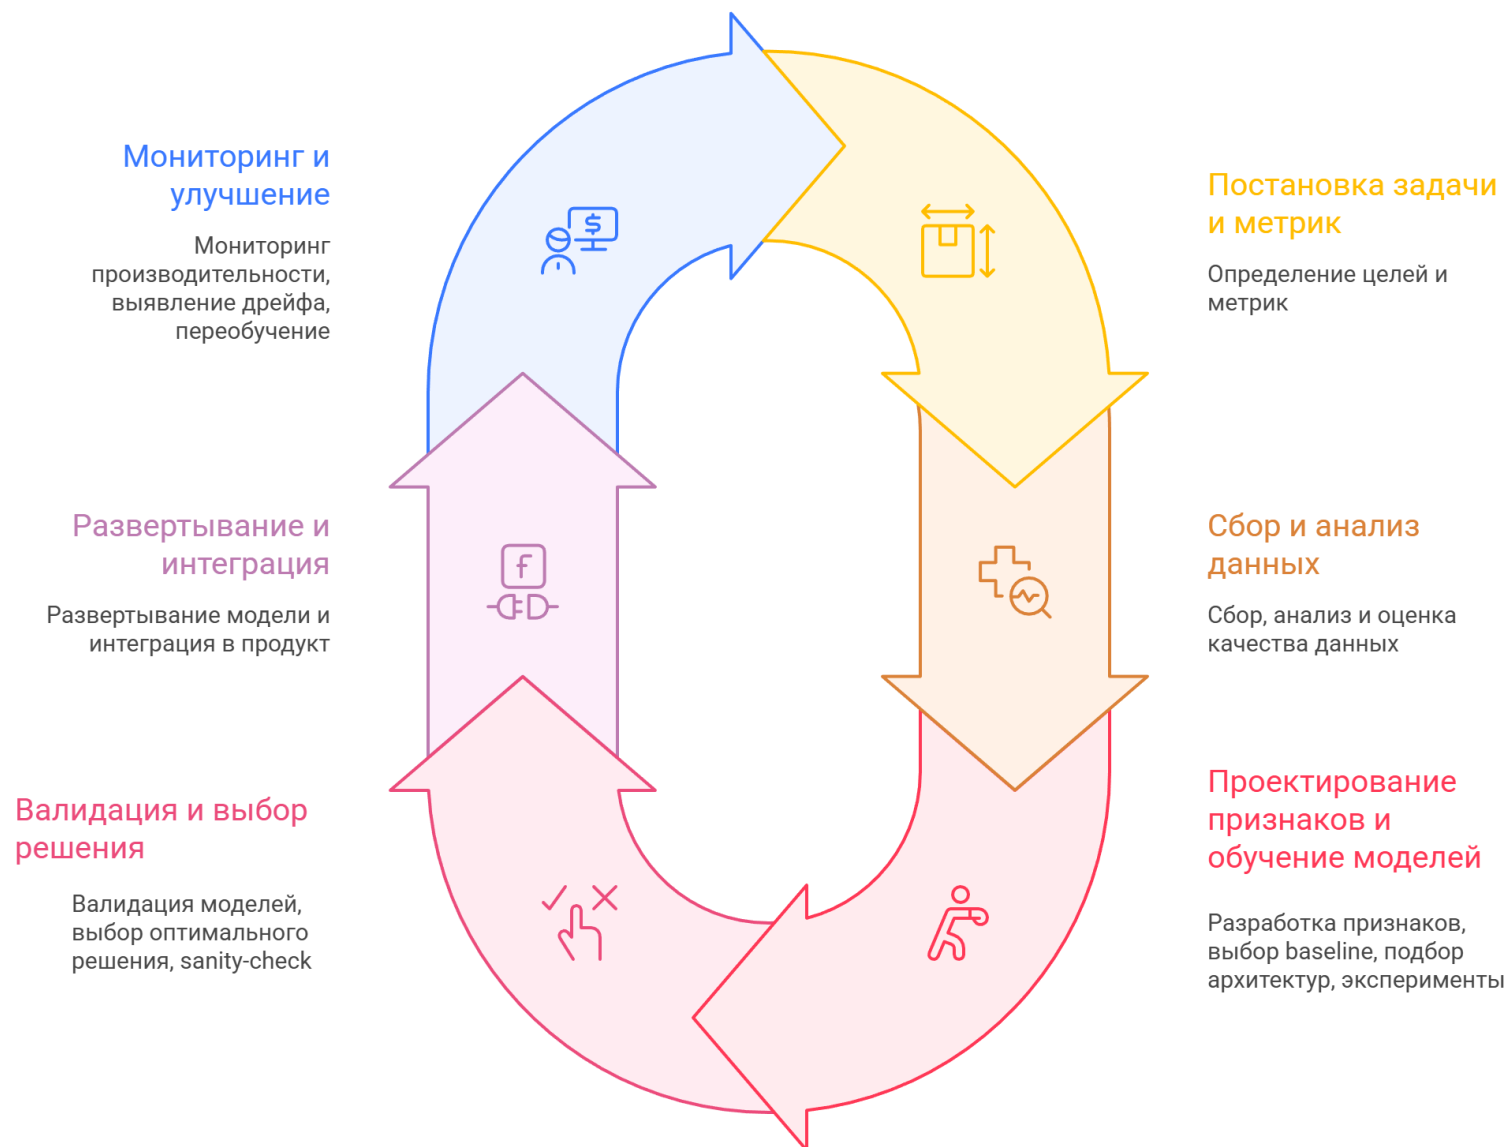 Мониторинг и
улучшение
Мониторинг
производительности,
выявление дрейфа,
переобучение
Постановка задачи
и метрик
Определение целей и
метрик
Развертывание и
интеграция
Развертывание модели и
интеграция в продукт
Сбор и анализ
данных
Сбор, анализ и оценка
качества данных
Валидация и выбор
решения
Валидация моделей,
выбор оптимального
решения, sanity-check
Проектирование
признаков и
обучение моделей
Разработка признаков,
выбор baseline, подбор
архитектур, эксперименты
$
f